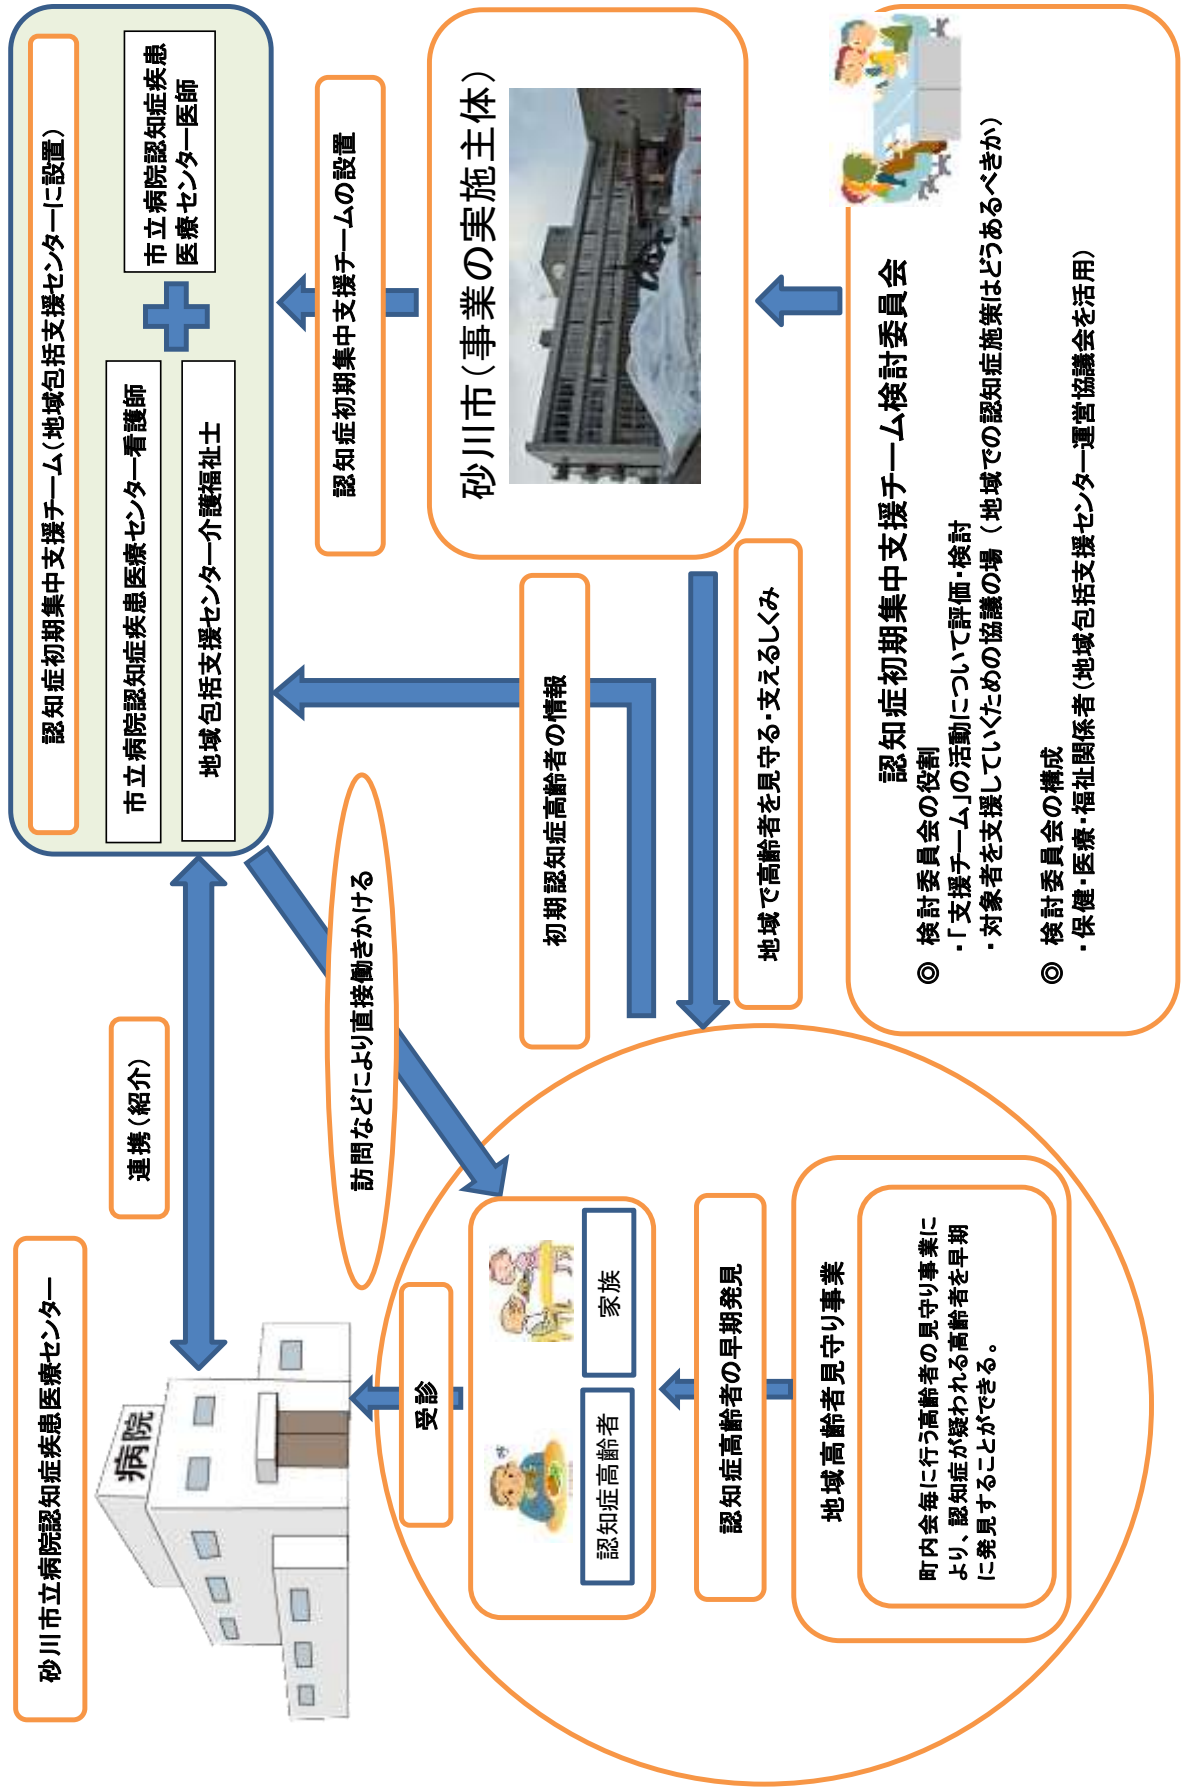 砂川市立病院認知症疾患医療センター
病院
連携(紹介)
認知症初期集中支援チーム(地域包括支援センターに設置)
市立病院認知症疾患医療センター看護師
地域包括支援センター介護福祉士
市立病院認知症疾患
医療センター医師
訪問などにより直接働きかける
認知症初期集中支援チームの設置
受診
認知症高齢者
家族
初期認知症高齢者の情報
砂川市(事業の実施主体)
認知症高齢者の早期発見
地域で高齢者を見守る・支えるしくみ
地域高齢者見守り事業
町内会毎に行う高齢者の見守り事業に
より、認知症が疑われる高齢者を早期
に発見することができる。
認知症初期集中支援チーム検討委員会
◎ 検討委員会の役割
・「支援チーム」の活動について評価・検討
・対象者を支援していくための協議の場(地域での認知症施策はどうあるべきか)
◎ 検討委員会の構成
・保健・医療・福祉関係者(地域包括支援センター運営協議会を活用)